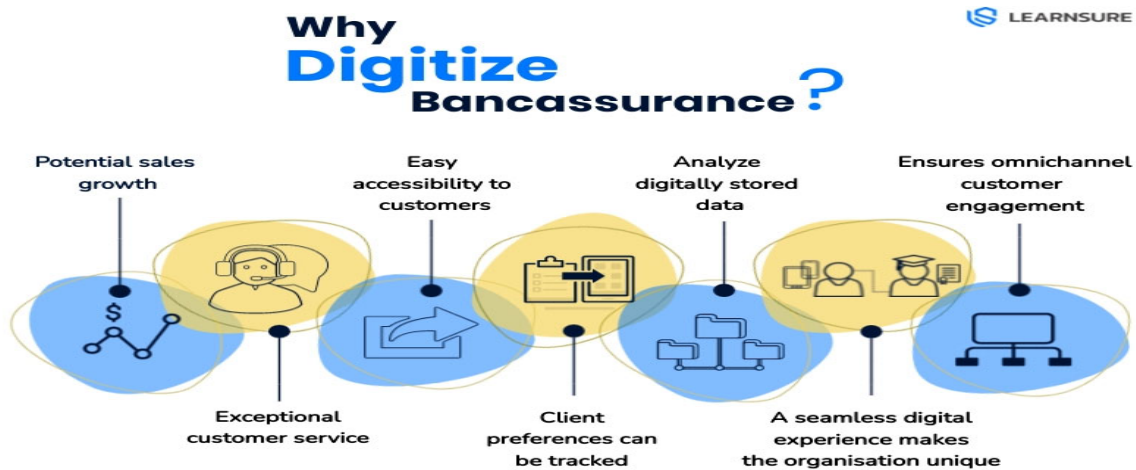 Why
Digitize
Bancassurance?
LEARNSURE
Potential sales
growth
Easy
accessibility to
customers
Analyze
digitally stored
data
Ensures omnichannel
customer
engagement
$
Exceptional
customer service
Client
preferences can
be tracked
A seamless digital
experience makes
the organisation unique